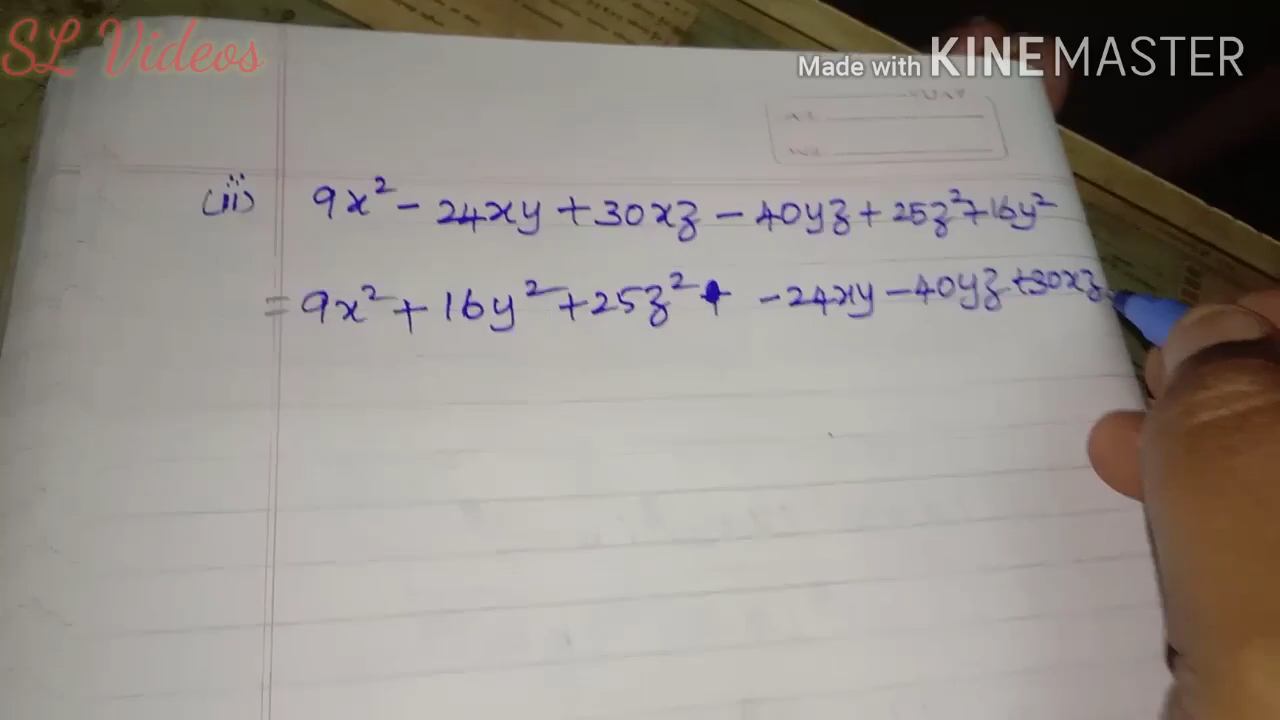 SL Videos
Made with KINEMASTER
(ii) 9x² - 24xy + 30xz - 40yz + 25z² + 16y²
= 9x² + 16y² + 25z² + - 24xy - 40yz + 30xz